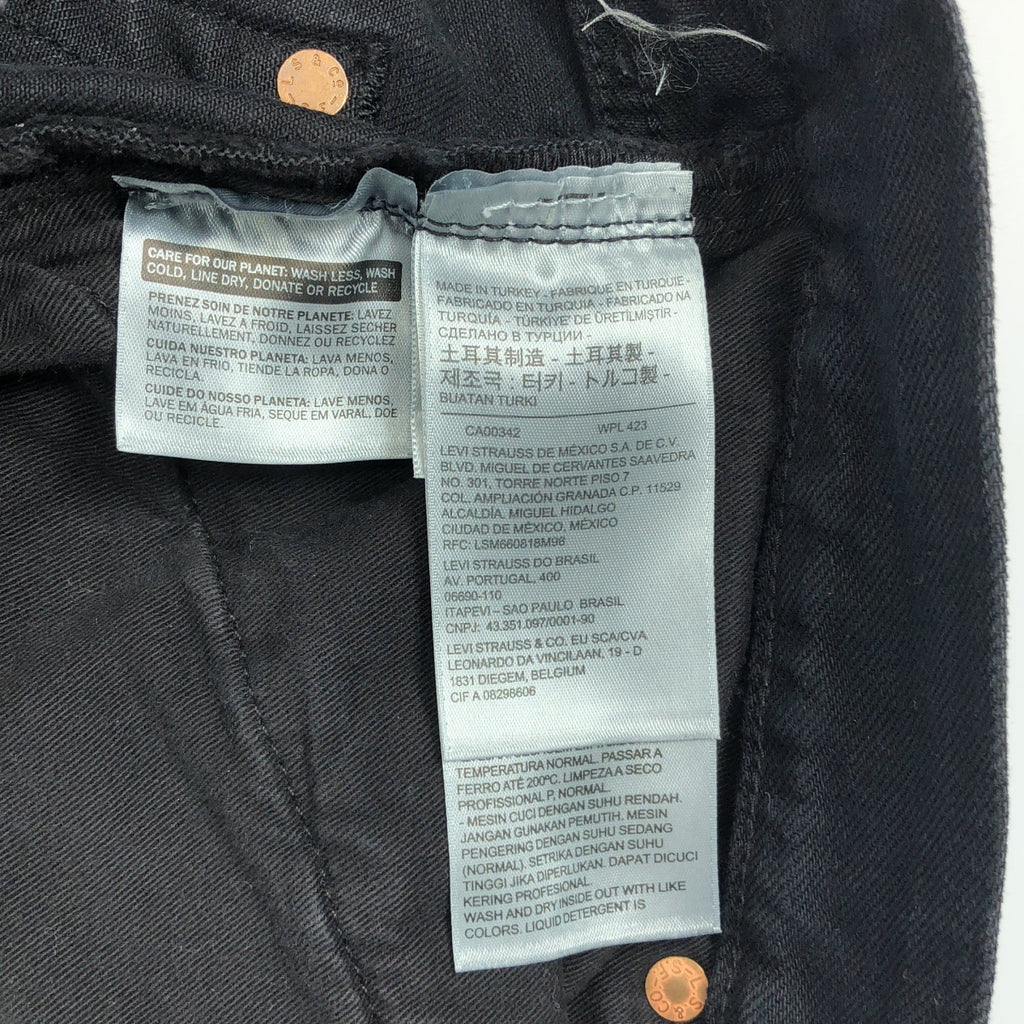 LS & CO
CARE FOR OUR PLANET: WASH LESS, WASH
COLD, LINE DRY, DONATE OR RECYCLE
PRENEZ SOIN DE NOTRE PLANETE: LAVEZ
MOINS, LAVEZ A FROID, LAISSEZ SECHER
NATURELLEMENT, DONNEZ OU RECYCLEZ
CUIDA NUESTRO PLANETA: LAVA MENOS,
LAVA EN FRIO, TIENDE LA ROPA, DONA O
RECICLA.
CUIDE DO NOSSO PLANETA: LAVE MENOS,
LAVE EM ÁGUA FRIA, SEQUE EM VARAL, DOE
OU RECICLE.
MADE IN TURKEY - FABRIQUE EN TURQUIE -
FABRICADO EN TURQUIA - FABRICADO NA
TURQUÍA - TÜRKIYE' DE ÜRETILMIŞTIR -
СДЕЛАНО В ТУРЦИИ -
土耳其制造 - 土耳其製 -
제조국 : 터키 - トルコ製 -
BUATAN TURKI
CA00342 WPL 423
LEVI STRAUSS DE MÉXICO S.A. DE C.V.
BLVD. MIGUEL DE CERVANTES SAAVEDRA
NO. 301, TORRE NORTE PISO 7
COL. AMPLIACIÓN GRANADA C.P. 11529
ALCALDÍA. MIGUEL HIDALGO
CIUDAD DE MÉXICO, MÉXICO
RFC: LSM660818M98
LEVI STRAUSS DO BRASIL
AV. PORTUGAL, 400
06690-110
ITAPEVI - SAO PAULO BRASIL
CNPJ: 43.351.097/0001-90
LEVI STRAUSS & CO. EU SCA/CVA
LEONARDO DA VINCILAAN, 19 - D
1831 DIEGEM, BELGIUM
CIF A 08298606
TEMPERATURA NORMAL. PASSAR A
FERRO ATÉ 200ºC. LIMPEZA A SECO
PROFISSIONAL P, NORMAL.
- MESIN CUCI DENGAN SUHU RENDAH.
JANGAN GUNAKAN PEMUTIH. MESIN
PENGERING DENGAN SUHU SEDANG
(NORMAL). SETRIKA DENGAN SUHU
TINGGI JIKA DIPERLUKAN. DAPAT DICUCI
KERING PROFESIONAL
WASH AND DRY INSIDE OUT WITH LIKE
COLORS. LIQUID DETERGENT IS
L.S. & CO. S.F.